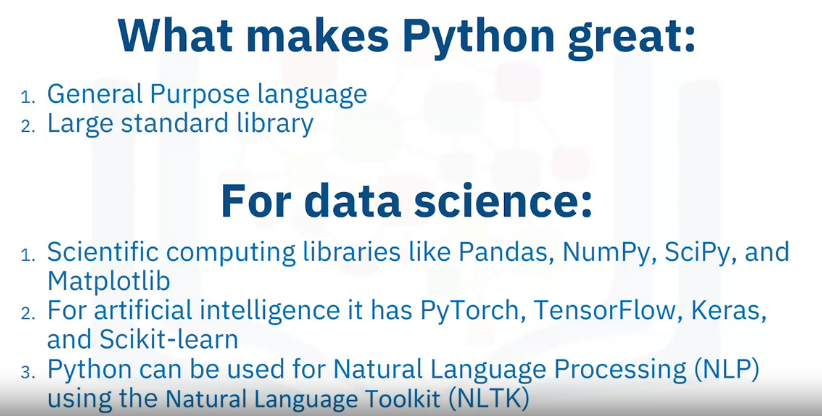 What makes Python great:
1. General Purpose language
2. Large standard library
For data science:
1. Scientific computing libraries like Pandas, NumPy, SciPy, and
Matplotlib
2. For artificial intelligence it has PyTorch, TensorFlow, Keras,
and Scikit-learn
3. Python can be used for Natural Language Processing (NLP)
using the Natural Language Toolkit (NLTK)